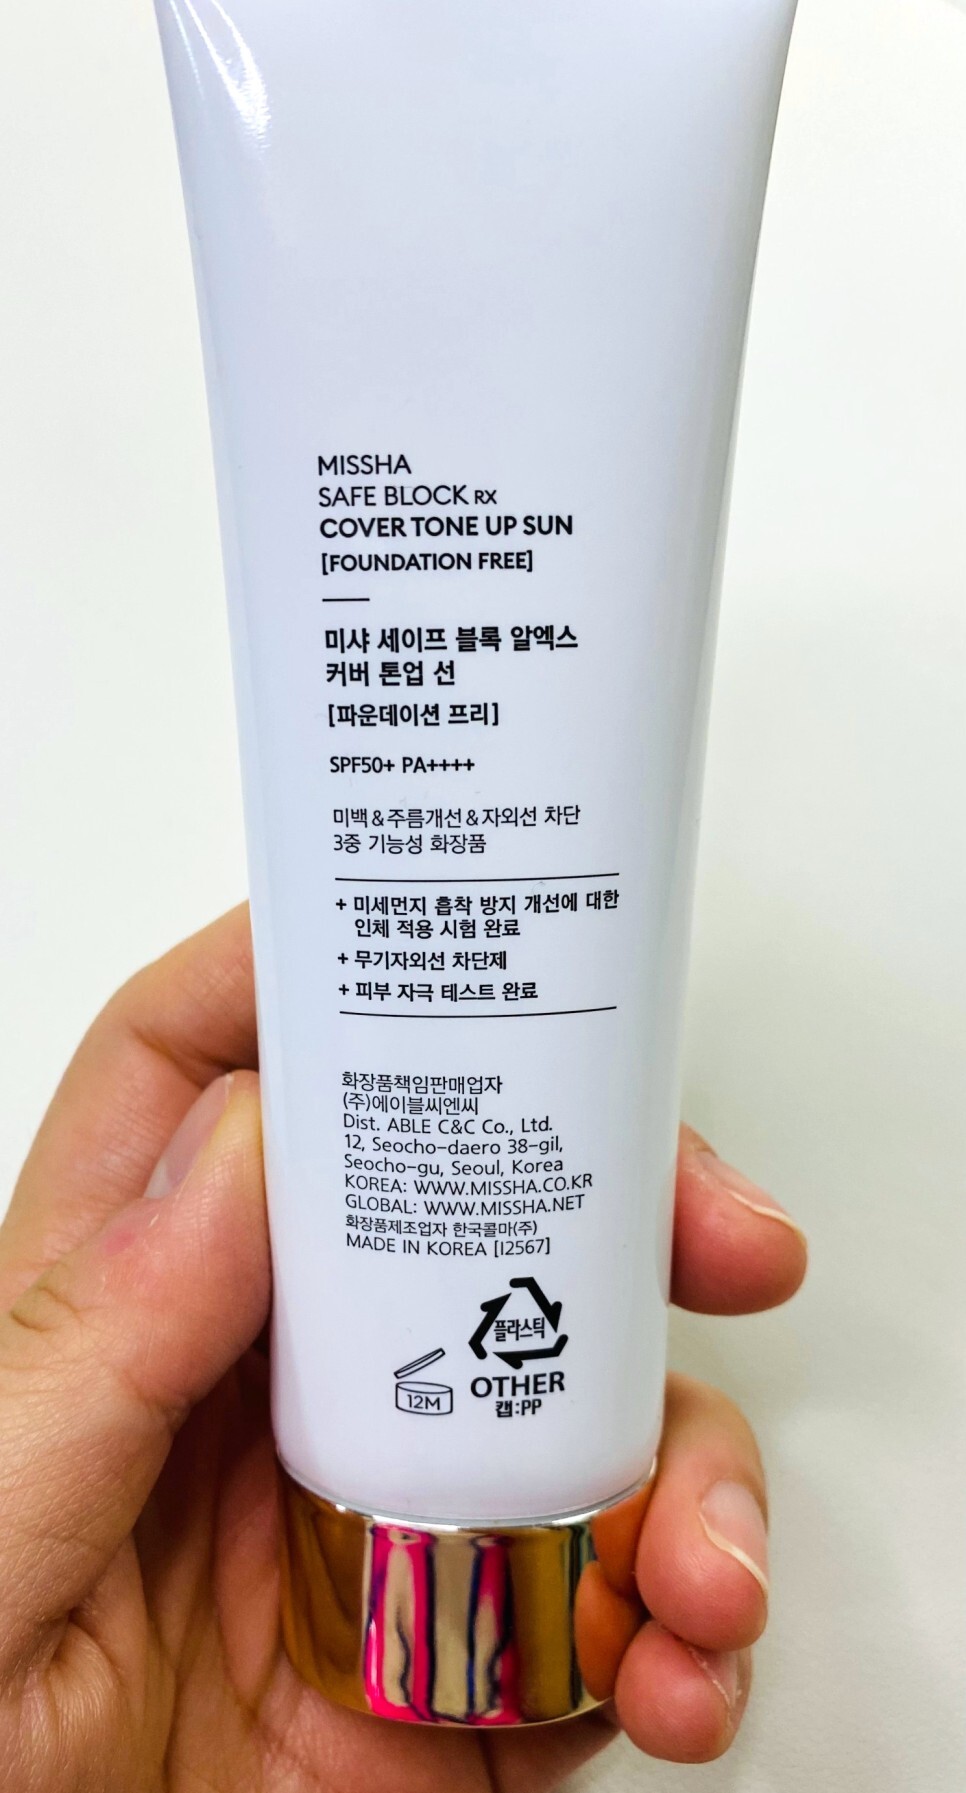 MISSHA
SAFE BLOCK RX
COVER TONE UP SUN
[FOUNDATION FREE]
미샤 세이프 블록 알엑스
커버 톤업 선
[파운데이션 프리]
SPF50+ PA++++
미백&주름개선&자외선 차단
3중 기능성 화장품
+ 미세먼지 흡착 방지 개선에 대한
인체 적용 시험 완료
+ 무기자외선 차단제
+ 피부 자극 테스트 완료
화장품책임판매업자
(주)에이블씨엔씨
Dist. ABLE C&C Co., Ltd.
12, Seocho-daero 38-gil,
Seocho-gu, Seoul, Korea
KOREA: WWW.MISSHA.CO.KR
GLOBAL: WWW.MISSHA.NET
화장품제조업자 한국콜마(주)
MADE IN KOREA [I2567]
플라스틱
OTHER
캡:PP
12M